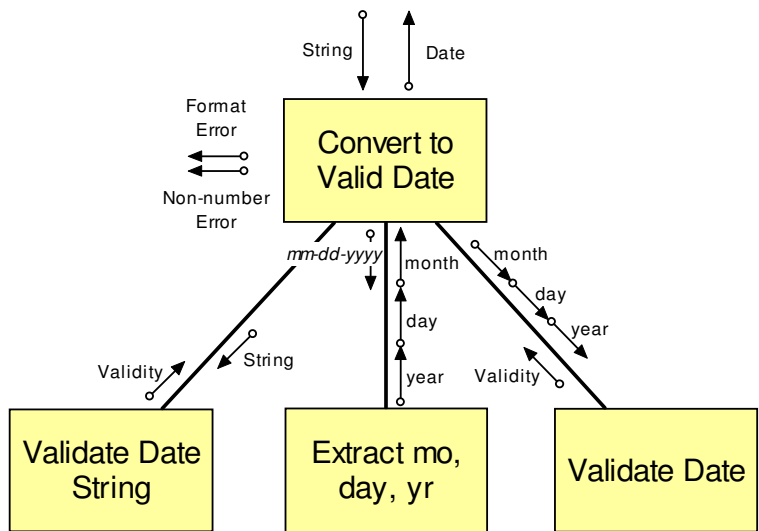 String
Date
Format
Error
Non-number
Error
Convert to
Valid Date
mm-dd-yyyy
month
day
year
month
day
year
Validity
String
Validity
Validate Date
String
Extract mo,
day, yr
Validate Date